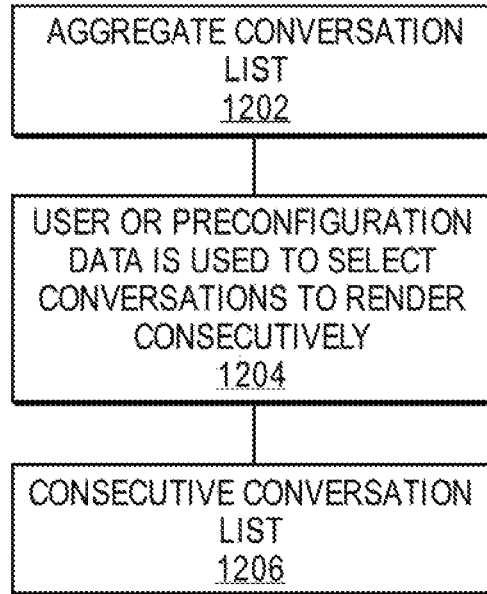 AGGREGATE CONVERSATION
LIST
1202
USER OR PRECONFIGURATION
DATA IS USED TO SELECT
CONVERSATIONS TO RENDER
CONSECUTIVELY
1204
CONSECUTIVE CONVERSATION
LIST
1206